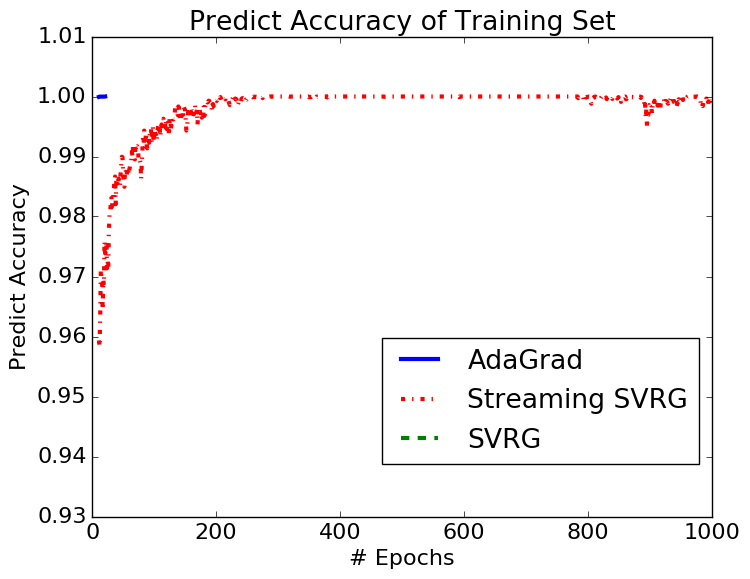 Predict Accuracy of Training Set
1.01
1.00
0.99
0.98
0.97
0.96
0.95
0.94
0.93
Predict Accuracy
AdaGrad
Streaming SVRG
SVRG
0 200 400 600 800 1000
# Epochs